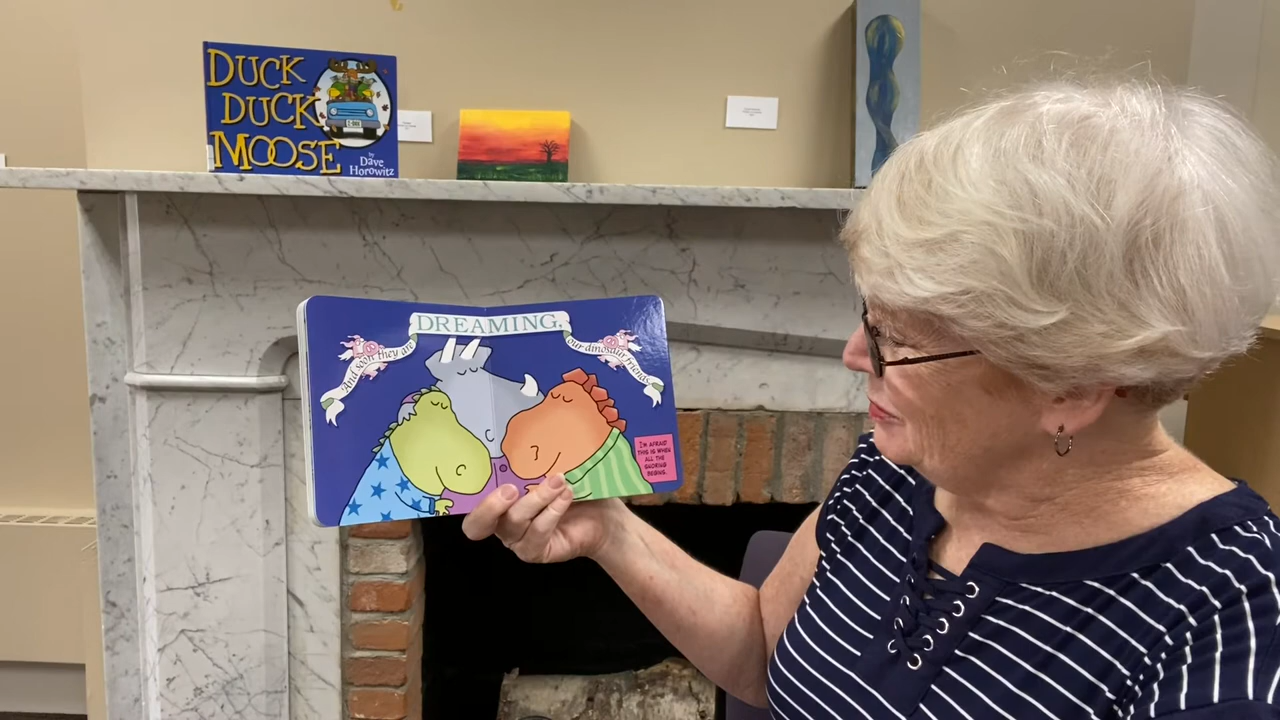 DUCK
DUCK
MOOSE
by
Dave
Horowitz
DREAMING,
And soon they are
our dinosaur friends.
I'M AFRAID
THIS IS WHEN
ALL THE
SNORING
BEGINS.